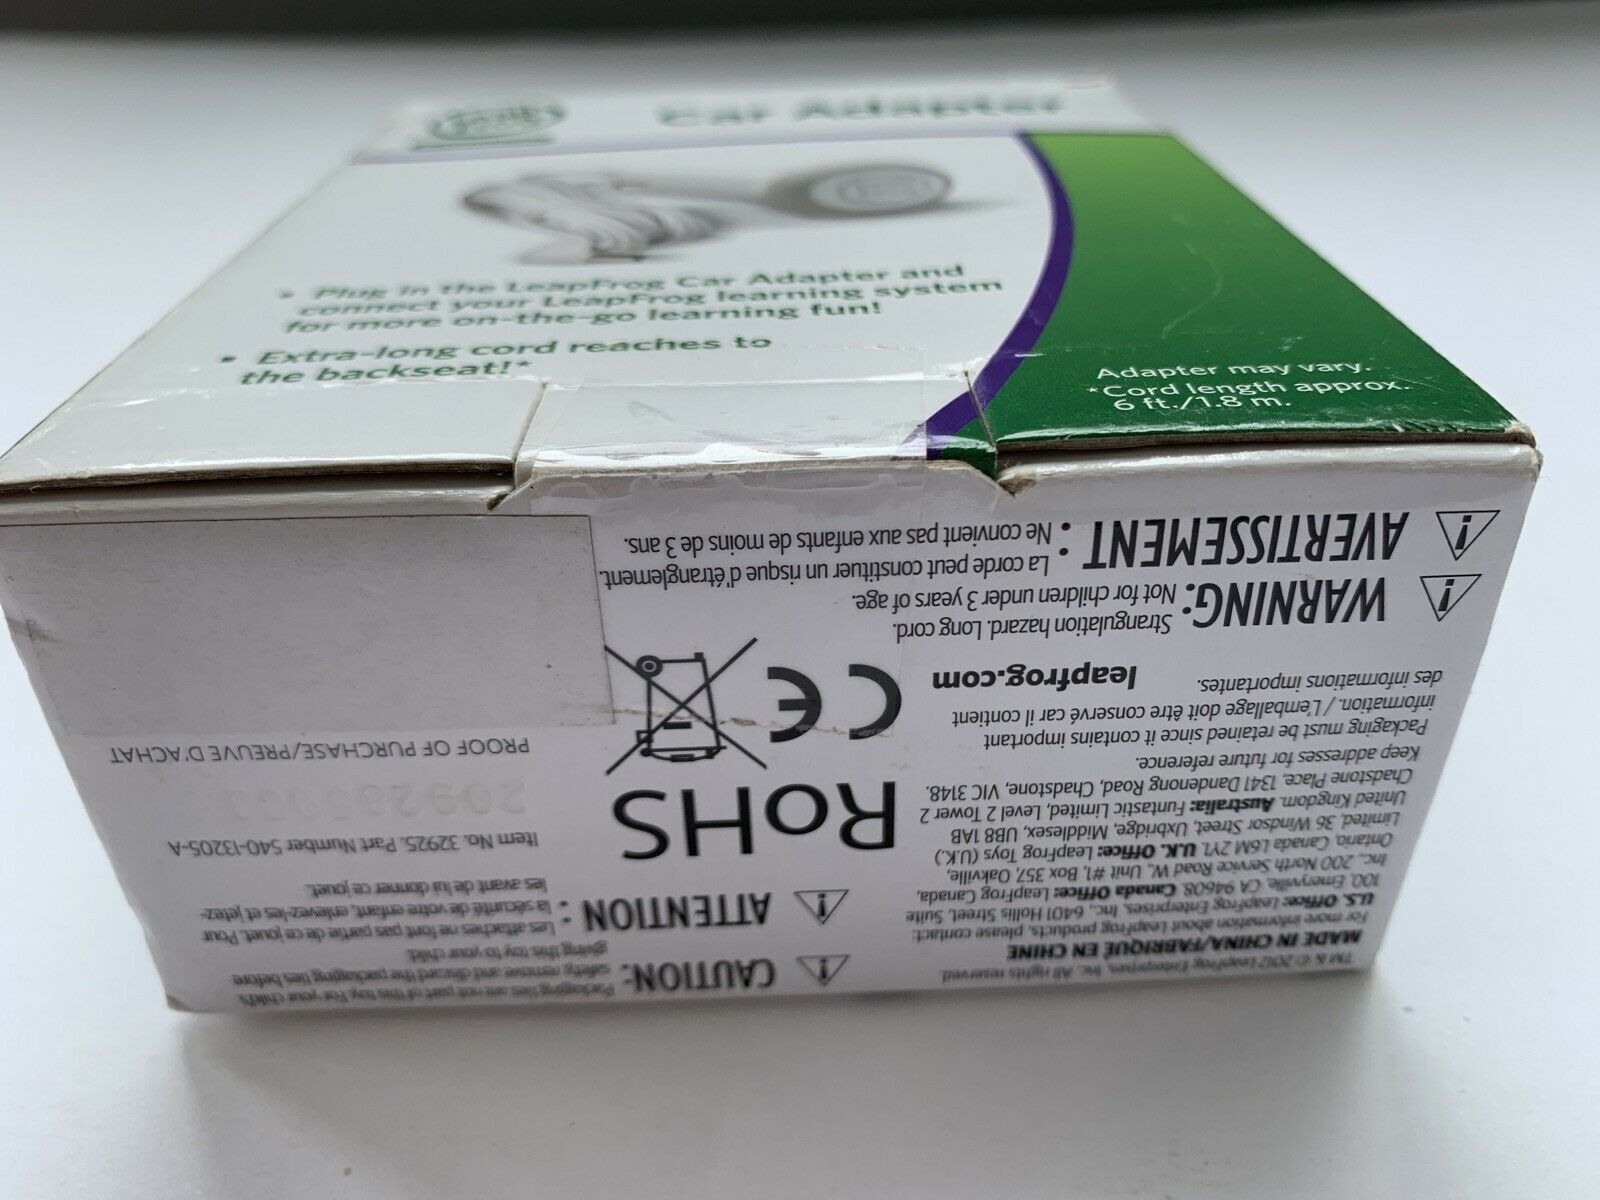 Car Adapter
• Plug in the LeapFrog Car Adapter and
connect your LeapFrog learning system
for more on-the-go learning fun!
• Extra-long cord reaches to
the backseat!*
Adapter may vary.
*Cord length approx.
6 ft./1.8 m.
TM & © 2012 LeapFrog Enterprises, Inc. All rights reserved.
MADE IN CHINA/FABRIQUÉ EN CHINE
For more information about LeapFrog products, please contact:
U.S. Office: LeapFrog Enterprises, Inc., 6401 Hollis Street, Suite
100, Emeryville, CA 94608. Canada Office: LeapFrog Canada,
Inc., 200 North Service Road W., Unit #1, Box 357, Oakville,
Ontario, Canada L6M 2Y1. U.K. Office: LeapFrog Toys (U.K.)
Limited, 36 Windsor Street, Uxbridge, Middlesex, UB8 1AB
United Kingdom. Australia: Funtastic Limited, Level 2 Tower 2
Chadstone Place, 1341 Dandenong Road, Chadstone, VIC 3148.
Keep addresses for future reference.
Packaging must be retained since it contains important
information. / L'emballage doit être conservé car il contient
des informations importantes.
leapfrog.com
WARNING:
Strangulation hazard. Long cord.
Not for children under 3 years of age.
AVERTISSEMENT :
• La corde peut constituer un risque d'étranglement.
• Ne convient pas aux enfants de moins de 3 ans.
CAUTION:
Packaging ties are not part of this toy. For your child's
safety, remove and discard the packaging ties before
giving this toy to your child.
ATTENTION :
Les attaches ne font pas partie de ce jouet. Pour
la sécurité de votre enfant, enlevez-les et jetez-
les avant de lui donner ce jouet.
RoHS
CE
Item No. 32925. Part Number 540-13205-A
PROOF OF PURCHASE/PREUVE D'ACHAT